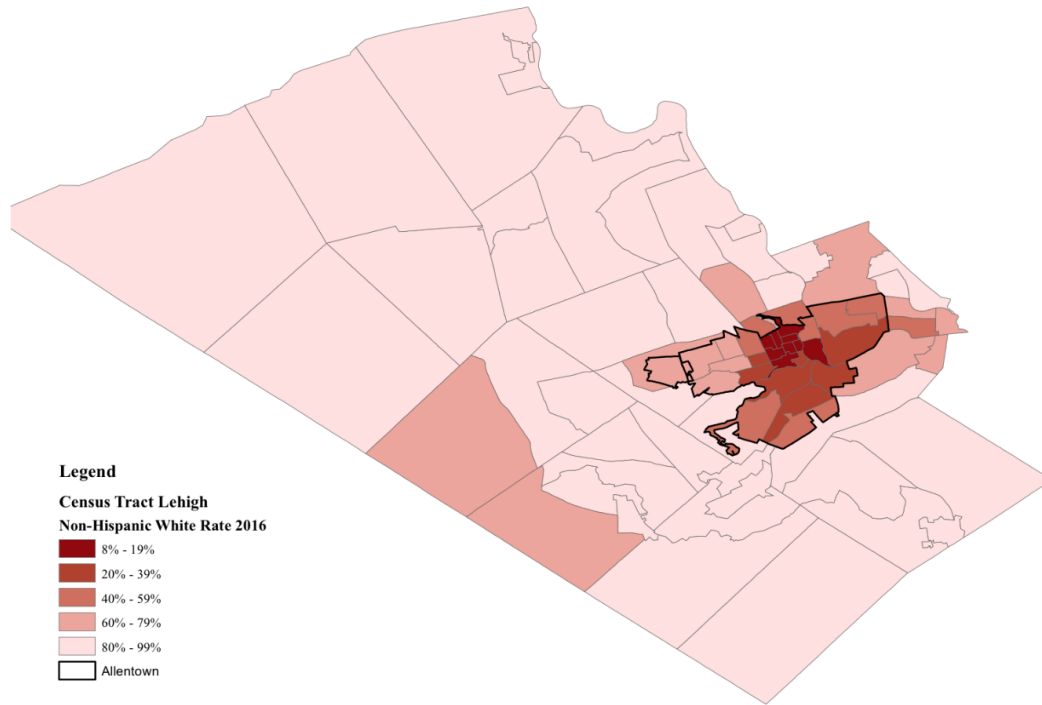 Legend
Census Tract Lehigh
Non-Hispanic White Rate 2016
8% - 19%
20% - 39%
40% - 59%
60% - 79%
80% - 99%
Allentown